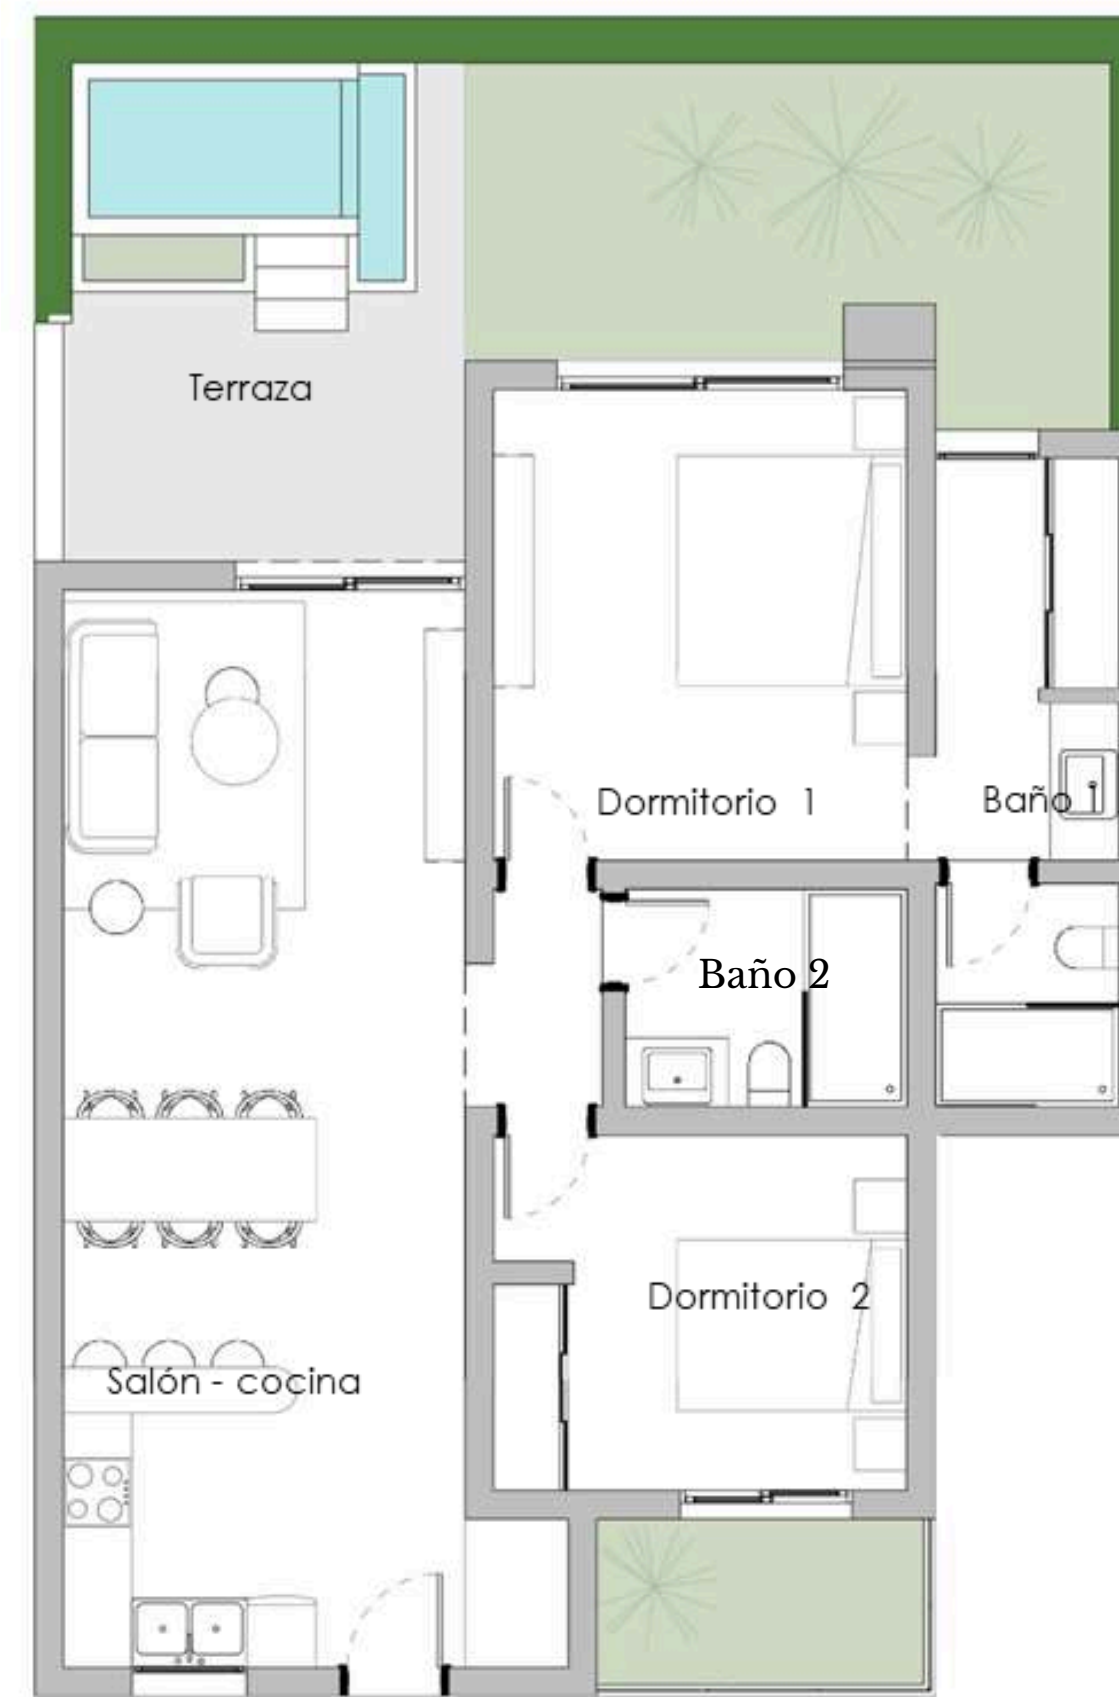 Terraza
Dormitorio 1
Baño 1
Baño 2
Dormitorio 2
Salón - cocina